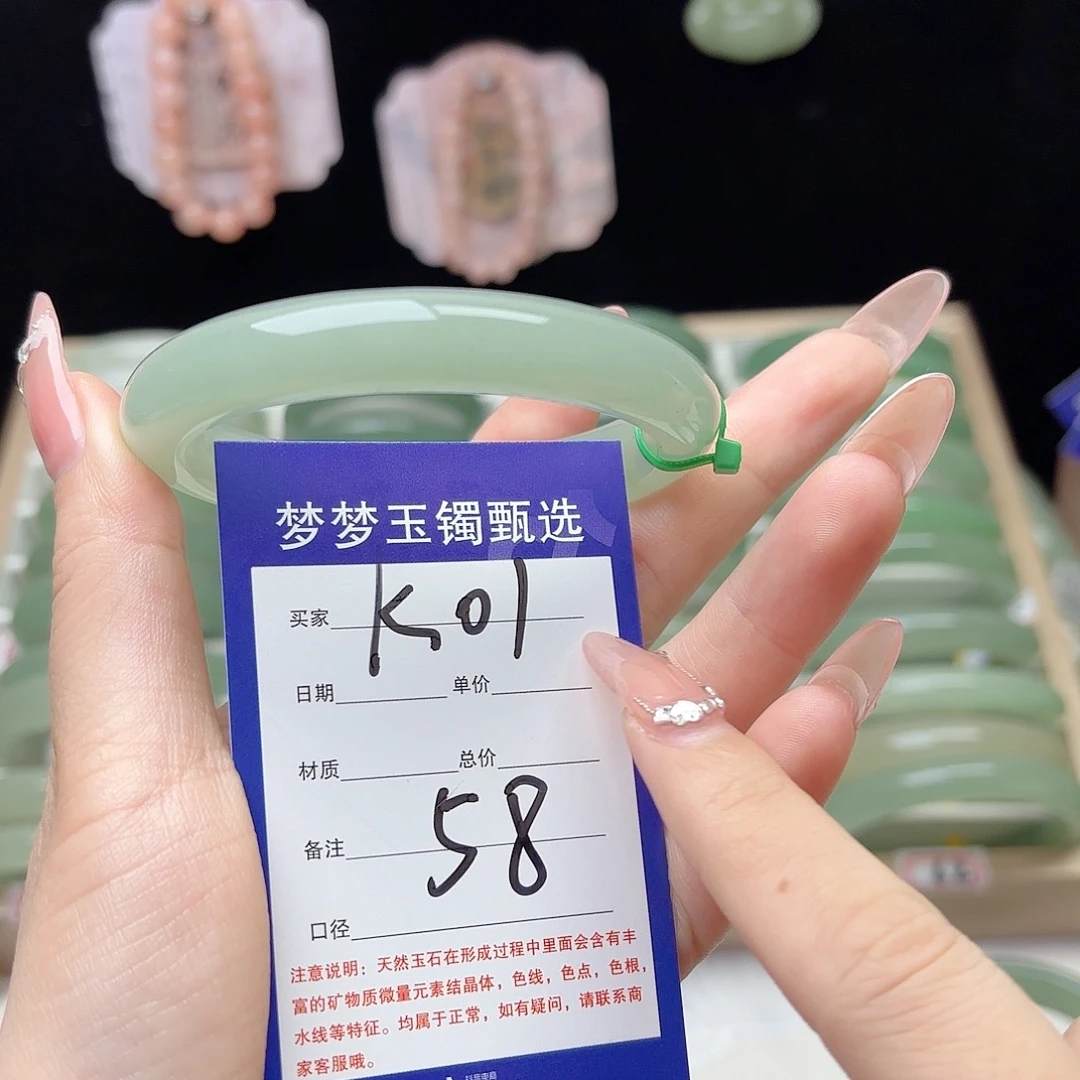 梦梦玉镯甄选
买家 K01
日期 单价
材质 总价
备注 58
口径
注意说明：天然玉石在形成过程中里面会含有丰
富的矿物质微量元素结晶体，色线，色点，色根，
水线等特征。均属于正常，如有疑问，请联系商
家客服哦。
抖音电商